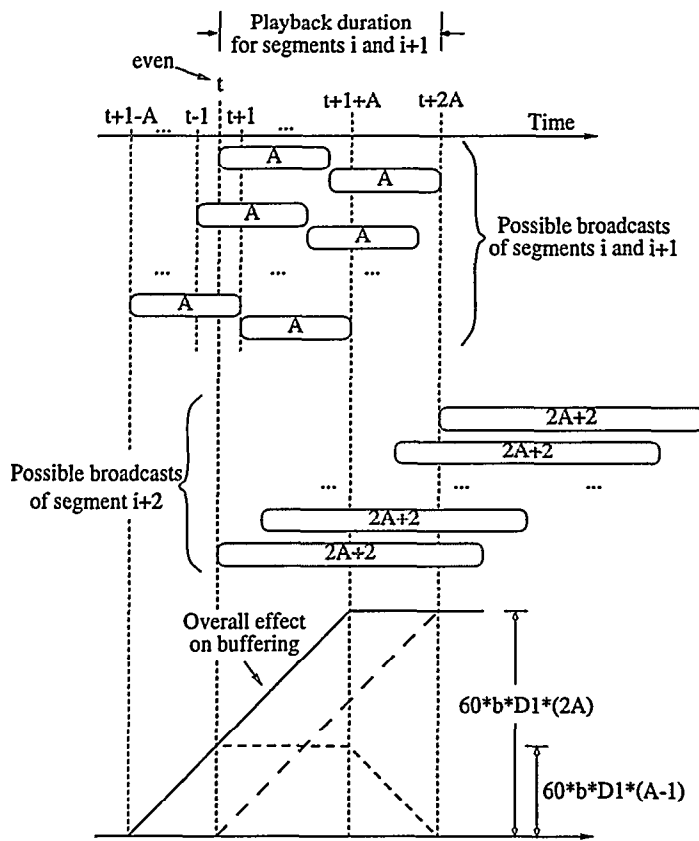 Playback duration
for segments i and i+1
even
t
t+1-A ... t-1 t+1 ... t+1+A t+2A
Time
A
A
A
A
Possible broadcasts
of segments i and i+1
... ... ...
A
A
2A+2
2A+2
Possible broadcasts
of segment i+2
... ... ...
2A+2
2A+2
Overall effect
on buffering
60*b*D1*(2A)
60*b*D1*(A-1)